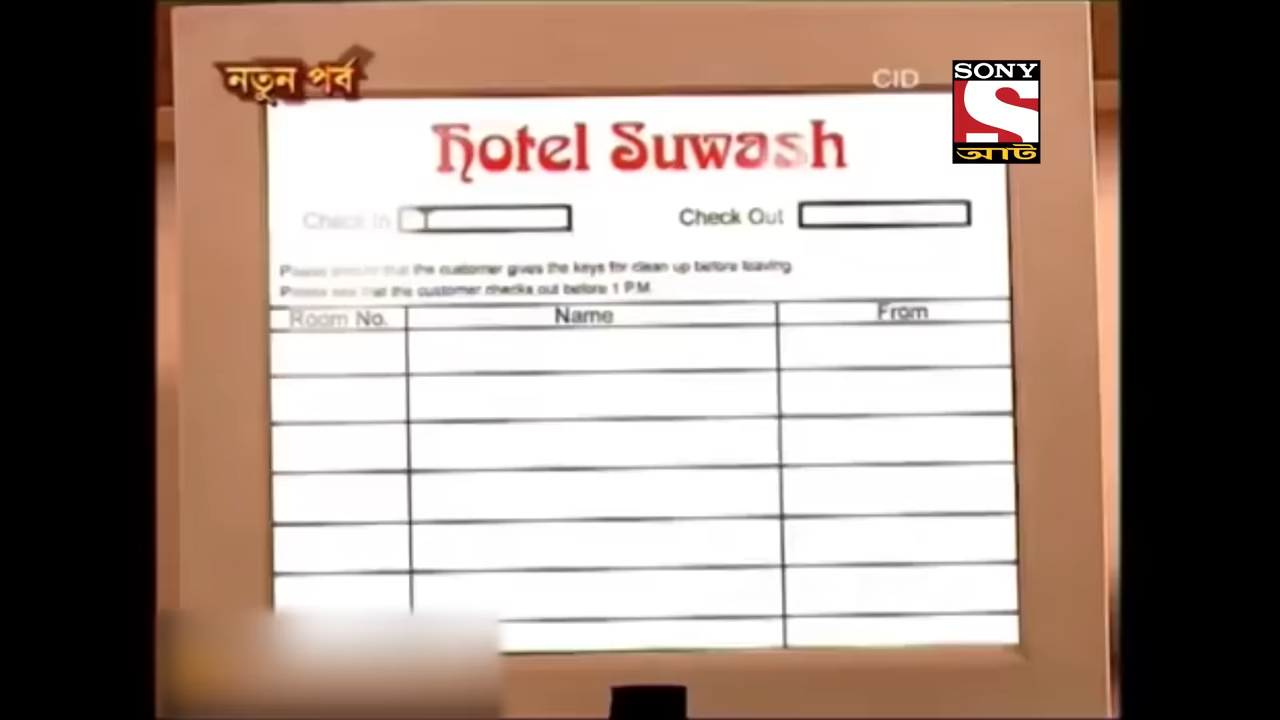 নতুন পর্ব
CID
SONY
S
আট
Hotel Suwash
Check In
Check Out
Please ensure that the customer gives the keys for clean up before leaving
Please see that the customer checks out before 1 P.M.
Room No. Name From